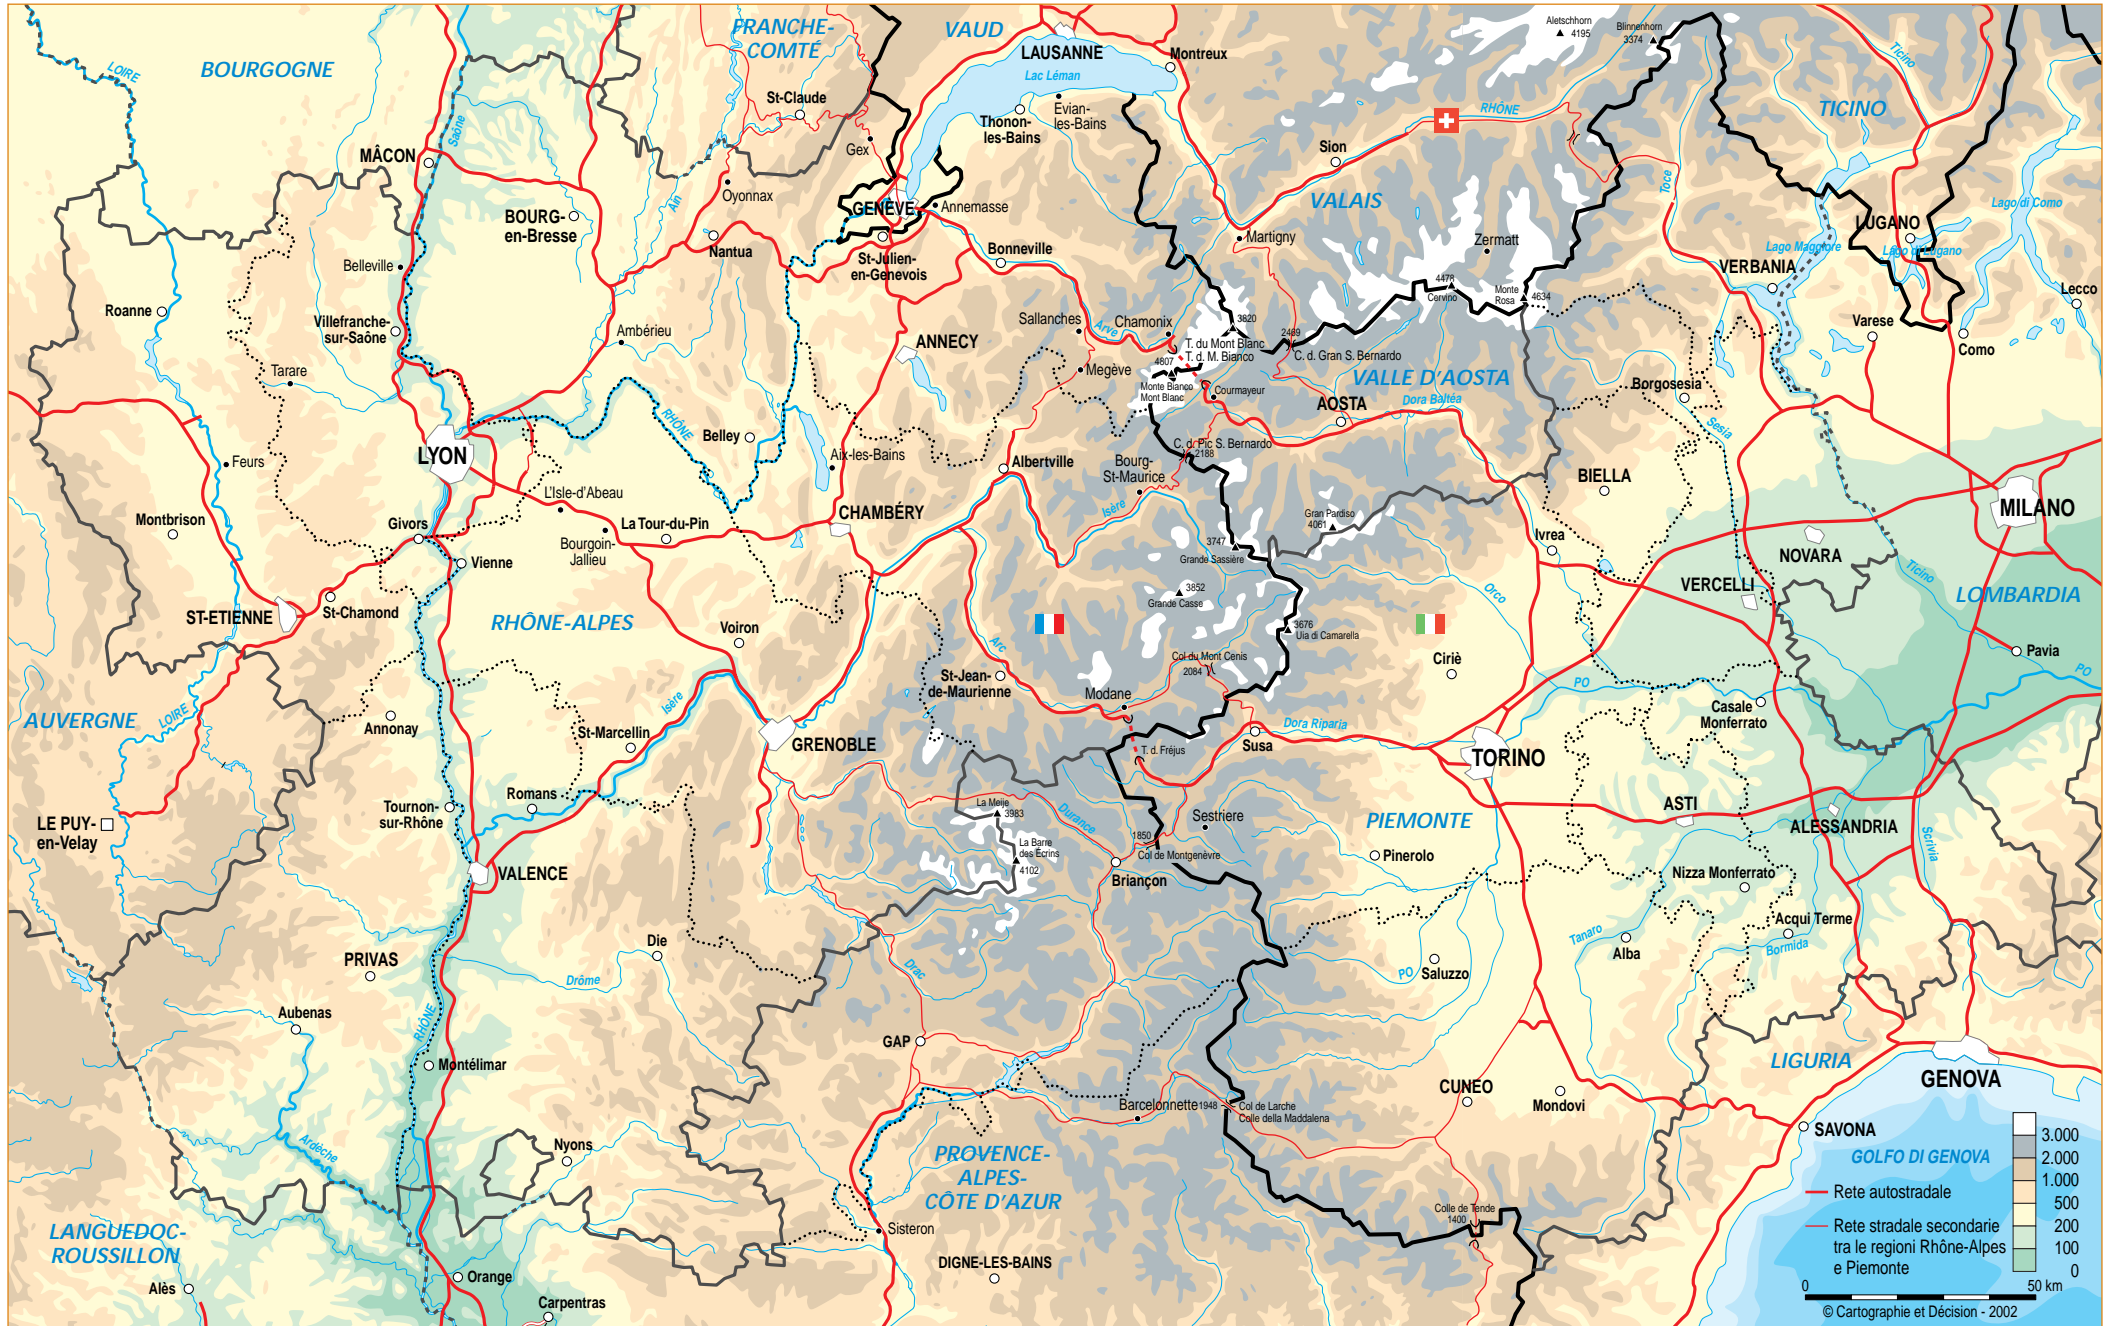 FRANCHE-
COMTÉ
VAUD
LAUSANNE
Lac Léman
Montreux
Aletschhorn
4195
Blinnenhorn
3374
Ticino
TICINO
LOIRE
BOURGOGNE
Saône
St-Claude
Thonon-
les-Bains
Evian-
les-Bains
Gex
RHÔNE
Sion
MÂCON
Oyonnax
Ain
GENÈVE
Annemasse
VALAIS
Toce
LUGANO
Lago di Como
BOURG-
en-Bresse
Nantua
St-Julien-
en-Genevois
Bonneville
Martigny
Zermatt
Lago Maggiore
Lago di Lugano
Belleville
VERBANIA
4478
Cervino
Monte
Rosa
4634
Lecco
Roanne
Villefranche-
sur-Saône
Ambérieu
Sallanches
Arve
Chamonix
3820
2469
C. d. Gran S. Bernardo
Varese
Como
ANNECY
T. du Mont Blanc
T. d. M. Bianco
4807
Monte Bianco
Mont Blanc
Megève
Courmayeur
VALLE D'AOSTA
Borgosesia
Tarare
RHÔNE
Belley
AOSTA
Dora Baltéa
Sesia
LYON
Feurs
Aix-les-Bains
Albertville
C. d. Pic S. Bernardo
2188
Bourg-
St-Maurice
BIELLA
L'Isle-d'Abeau
Isère
Gran Pardiso
4061
MILANO
Montbrison
Givors
La Tour-du-Pin
CHAMBÉRY
Bourgoin-
Jallieu
Ivrea
NOVARA
Vienne
3747
Grande Sassière
Ticino
VERCELLI
LOMBARDIA
3852
Grande Casse
Orco
ST-ETIENNE
St-Chamond
RHÔNE-ALPES
Voiron
Arc
3676
Uia di Camarella
Ciriè
Pavia
Col du Mont Cenis
2084
St-Jean-
de-Maurienne
Modane
PO
PO
AUVERGNE
LOIRE
Annonay
Isère
St-Marcellin
Casale
Monferrato
GRENOBLE
T. d. Fréjus
Susa
Dora Riparia
TORINO
Tournon-
sur-Rhône
Romans
La Meije
3983
Durance
1850
Col de Montgenèvre
Sestriere
PIEMONTE
ASTI
ALESSANDRIA
Scrivia
LE PUY-
en-Velay
La Barre
des Écrins
4102
Pinerolo
VALENCE
Briançon
Nizza Monferrato
Acqui Terme
PRIVAS
Die
Drôme
Drac
PO
Saluzzo
Tanaro
Alba
Bormida
Aubenas
RHÔNE
GAP
Montélimar
LIGURIA
GENOVA
CUNEO
Mondovi
Barcelonnette
1948
Col de Larche
Colle della Maddalena
SAVONA
Ardèche
Nyons
PROVENCE-
ALPES-
CÔTE D'AZUR
GOLFO DI GENOVA
3.000
2.000
1.000
500
200
100
0
Rete autostradale
Rete stradale secondarie
tra le regioni Rhône-Alpes
e Piemonte
LANGUEDOC-
ROUSSILLON
Sisteron
Colle de Tende
1400
Alès
Orange
DIGNE-LES-BAINS
Carpentras
0
50 km
© Cartographie et Décision - 2002